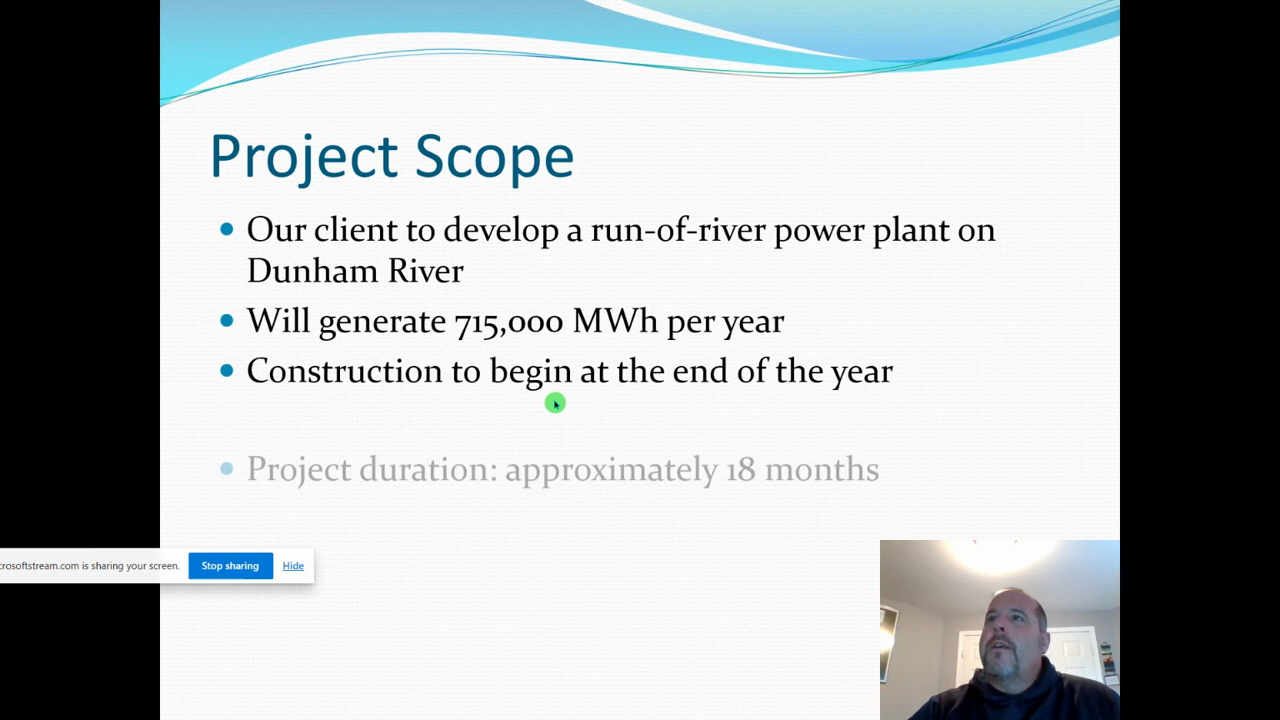 Project Scope
Our client to develop a run-of-river power plant on
Dunham River
Will generate 715,000 MWh per year
Construction to begin at the end of the year
Project duration: approximately 18 months
crosoftstream.com is sharing your screen.
Stop sharing
Hide